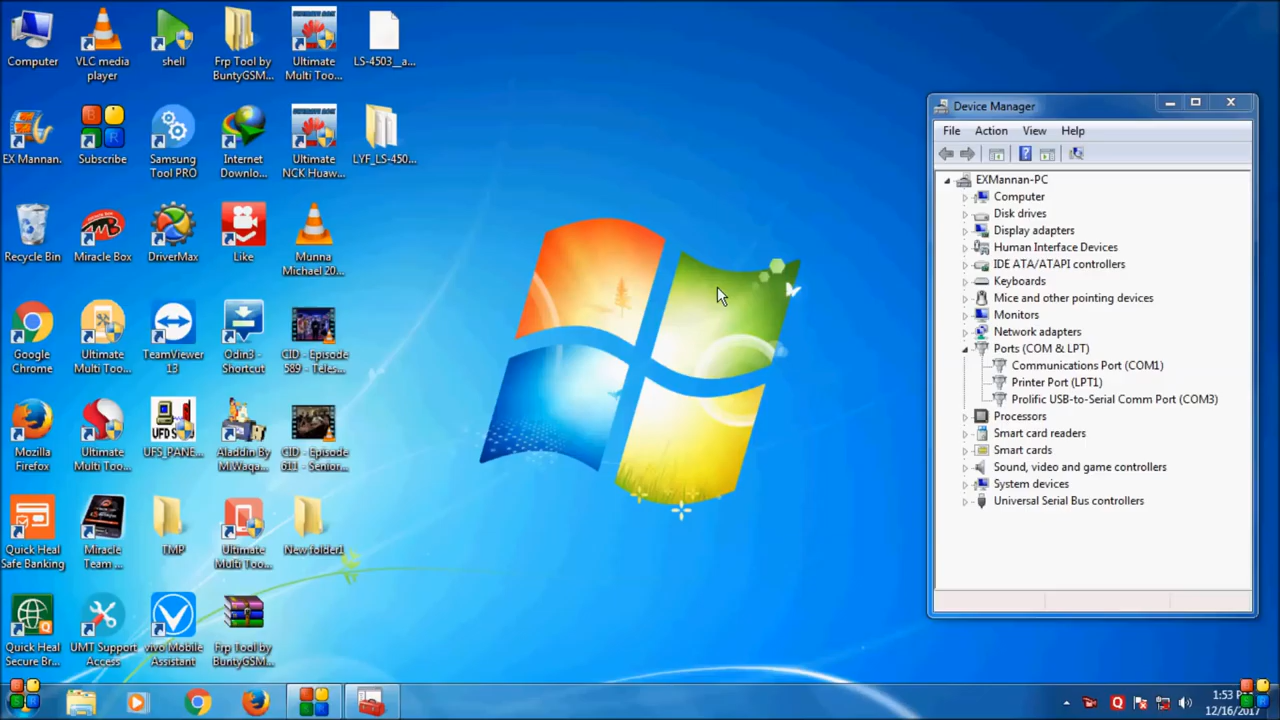 Computer
VLC media
player
shell
Frp Tool by
BuntyGSM...
Ultimate
Multi Too...
LS-4503__a...
EX Mannan.
Subscribe
Samsung
Tool PRO
Internet
Downlo...
Ultimate
NCK Huaw...
LYF_LS-450...
Recycle Bin
Miracle Box
DriverMax
Like
Munna
Michael 20...
Google
Chrome
Ultimate
Multi Too...
TeamViewer
13
Odin3 -
Shortcut
CID - Episode
589 - Teles...
Mozilla
Firefox
Ultimate
Multi Too...
UFS_PANE...
Aladdin By
M.Waqa...
CID - Episode
611 - Senior...
Quick Heal
Safe Banking
Miracle
Team ...
TMP
Ultimate
Multi Too...
New folder1
Quick Heal
Secure Br...
UMT Support
Access
vivo Mobile
Assistant
Frp Tool by
BuntyGSM...
Device Manager
File Action View Help
EXMannan-PC
Computer
Disk drives
Display adapters
Human Interface Devices
IDE ATA/ATAPI controllers
Keyboards
Mice and other pointing devices
Monitors
Network adapters
Ports (COM & LPT)
Communications Port (COM1)
Printer Port (LPT1)
Prolific USB-to-Serial Comm Port (COM3)
Processors
Smart card readers
Smart cards
Sound, video and game controllers
System devices
Universal Serial Bus controllers
1:53
12/16/2017